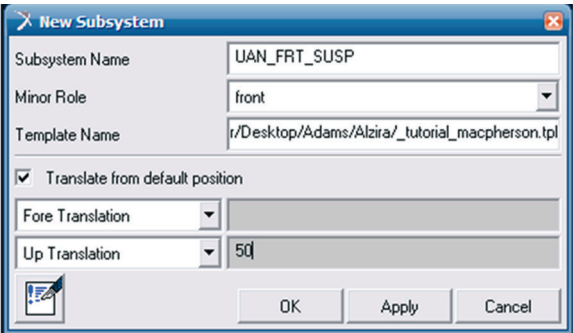 New Subsystem
Subsystem Name UAN_FRT_SUSP
Minor Role front
Template Name r/Desktop/Adams/Alzira/_tutorial_macpherson.tpl
Translate from default position
Fore Translation
Up Translation 50
OK Apply Cancel